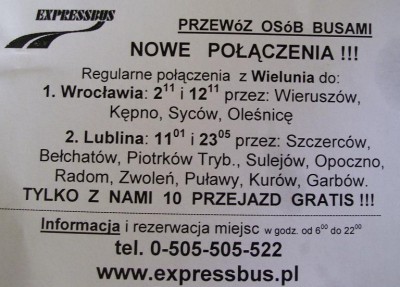 EXPRESSBUS
PRZEWóZ OSóB BUSAMI
NOWE POŁĄCZENIA !!!
Regularne połączenia z Wielunia do:
1. Wrocławia: 2¹¹ i 12¹¹ przez: Wieruszów,
Kępno, Syców, Oleśnicę
2. Lublina: 11⁰¹ i 23⁰⁵ przez: Szczerców,
Bełchatów, Piotrków Tryb., Sulejów, Opoczno,
Radom, Zwoleń, Puławy, Kurów, Garbów.
TYLKO Z NAMI 10 PRZEJAZD GRATIS !!!
Informacja i rezerwacja miejsc w godz. od 6⁰⁰ do 22⁰⁰
tel. 0-505-505-522
www.expressbus.pl